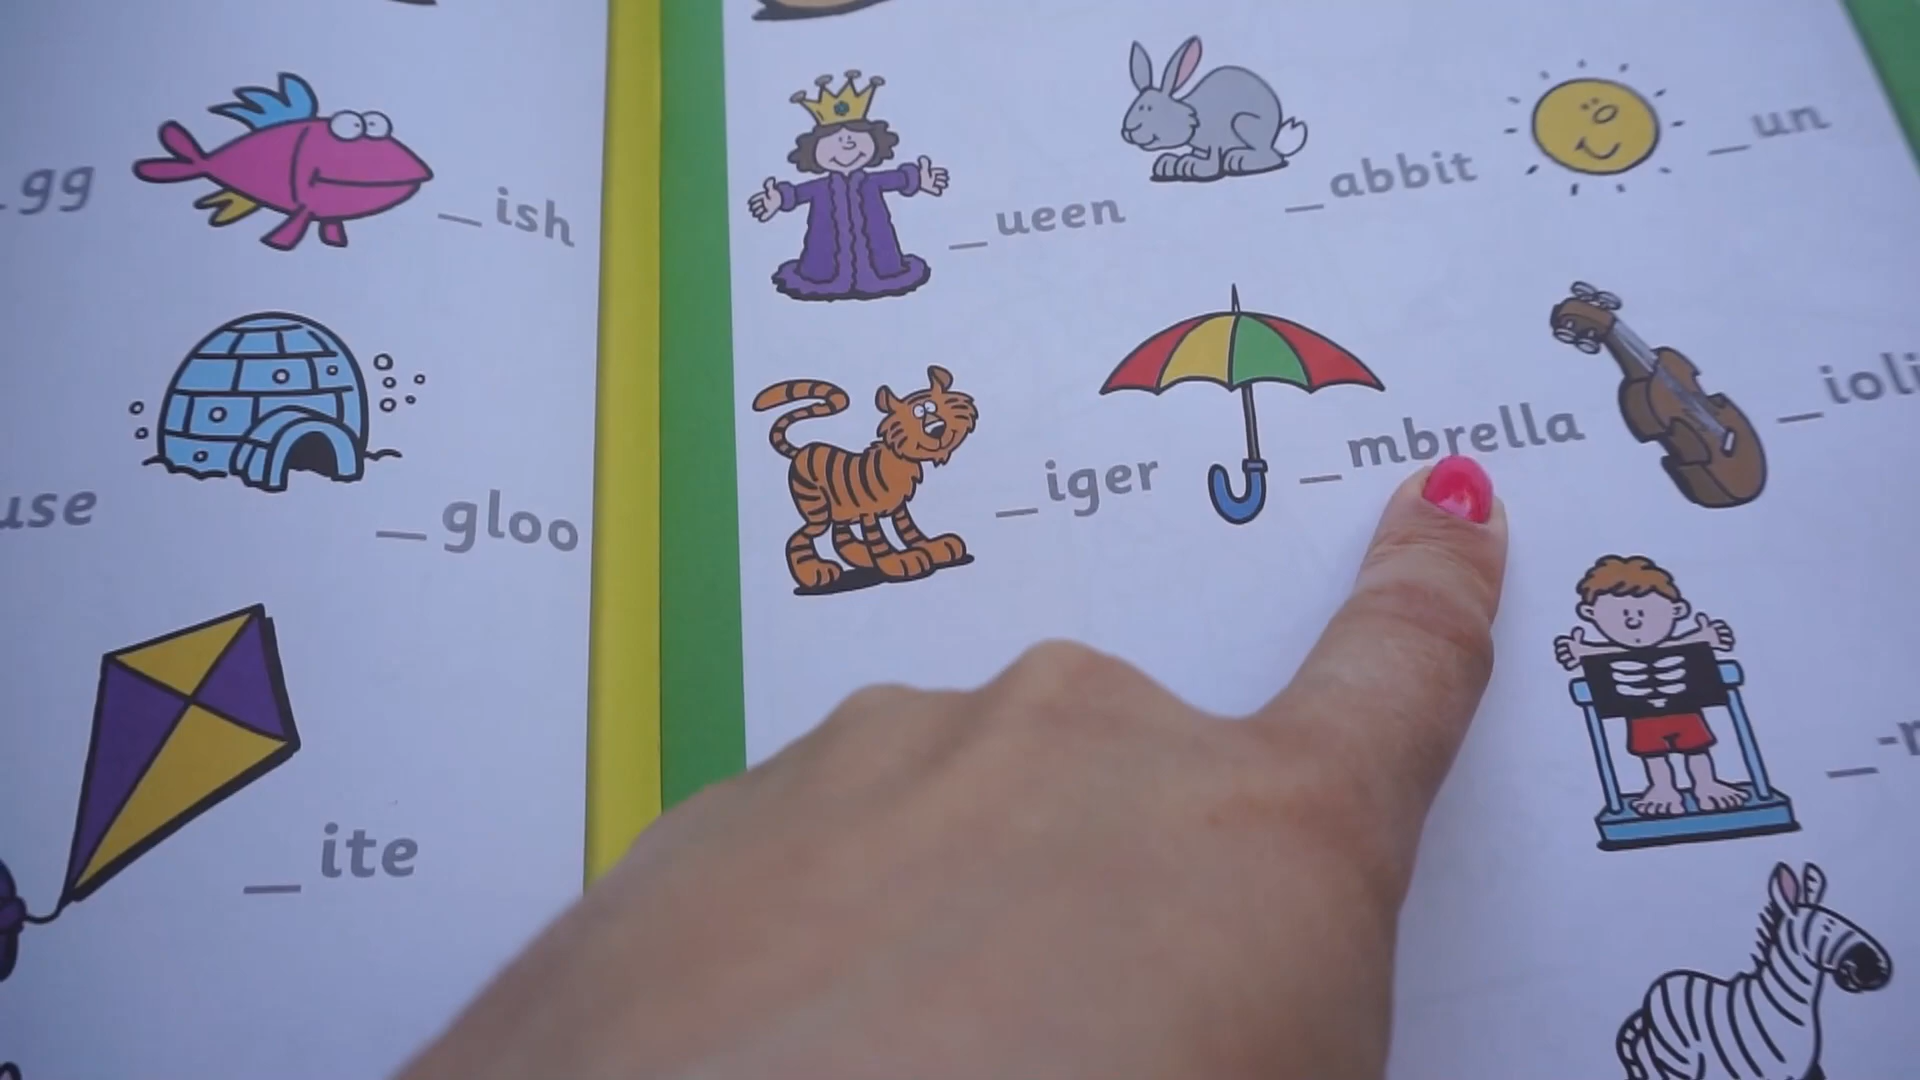 _gg
_ish
_use
_gloo
_ite
_ueen
_abbit
_un
_iger
_mbrella
_ioli
_-r